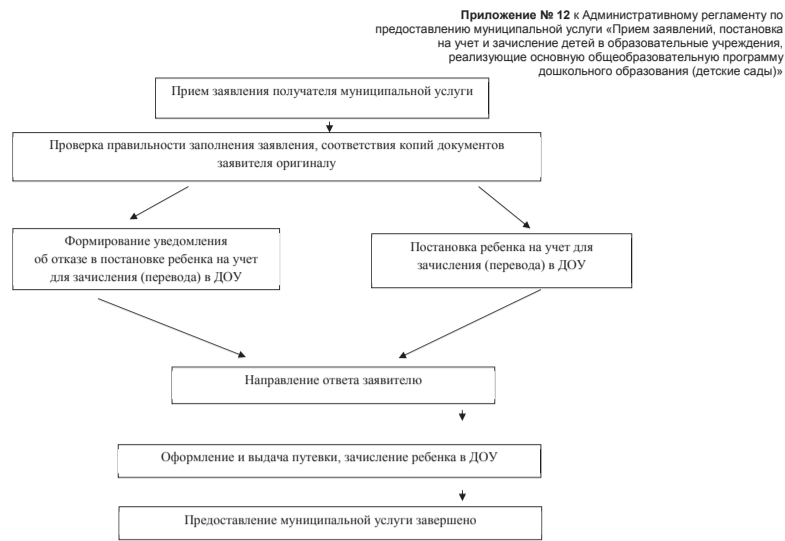 Приложение № 12 к Административному регламенту по
предоставлению муниципальной услуги «Прием заявлений, постановка
на учет и зачисление детей в образовательные учреждения,
реализующие основную общеобразовательную программу
дошкольного образования (детские сады)»
Прием заявления получателя муниципальной услуги
Проверка правильности заполнения заявления, соответствия копий документов
заявителя оригиналу
Формирование уведомления
об отказе в постановке ребенка на учет
для зачисления (перевода) в ДОУ
Постановка ребенка на учет для
зачисления (перевода) в ДОУ
Направление ответа заявителю
Оформление и выдача путевки, зачисление ребенка в ДОУ
Предоставление муниципальной услуги завершено